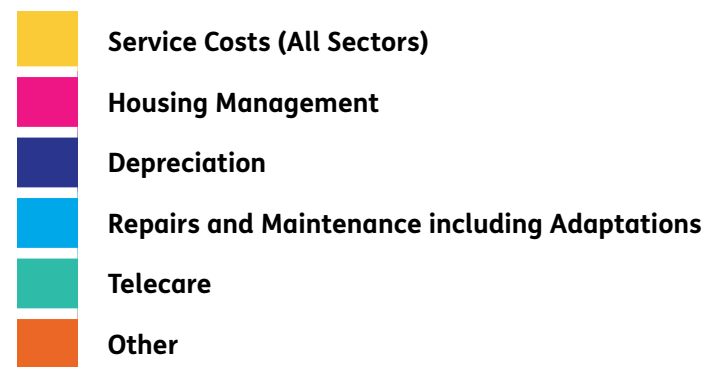 Service Costs (All Sectors)
Housing Management
Depreciation
Repairs and Maintenance including Adaptations
Telecare
Other